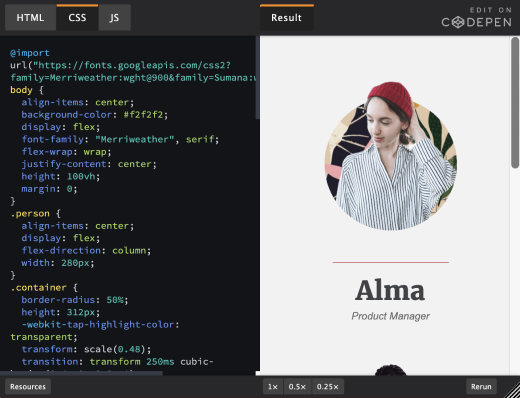 HTML
CSS
JS
Result
EDIT ON
CODEPEN
@import
url("https://fonts.googleapis.com/css2?
family=Merriweather:wght@900&family=Sumana:w
body {
align-items: center;
background-color: #f2f2f2;
display: flex;
font-family: "Merriweather", serif;
flex-wrap: wrap;
justify-content: center;
height: 100vh;
margin: 0;
}
.person {
align-items: center;
display: flex;
flex-direction: column;
width: 280px;
}
.container {
border-radius: 50%;
height: 312px;
-webkit-tap-highlight-color:
transparent;
transform: scale(0.48);
transition: transform 250ms cubic-
Alma
Product Manager
Resources
1×
0.5×
0.25×
Rerun